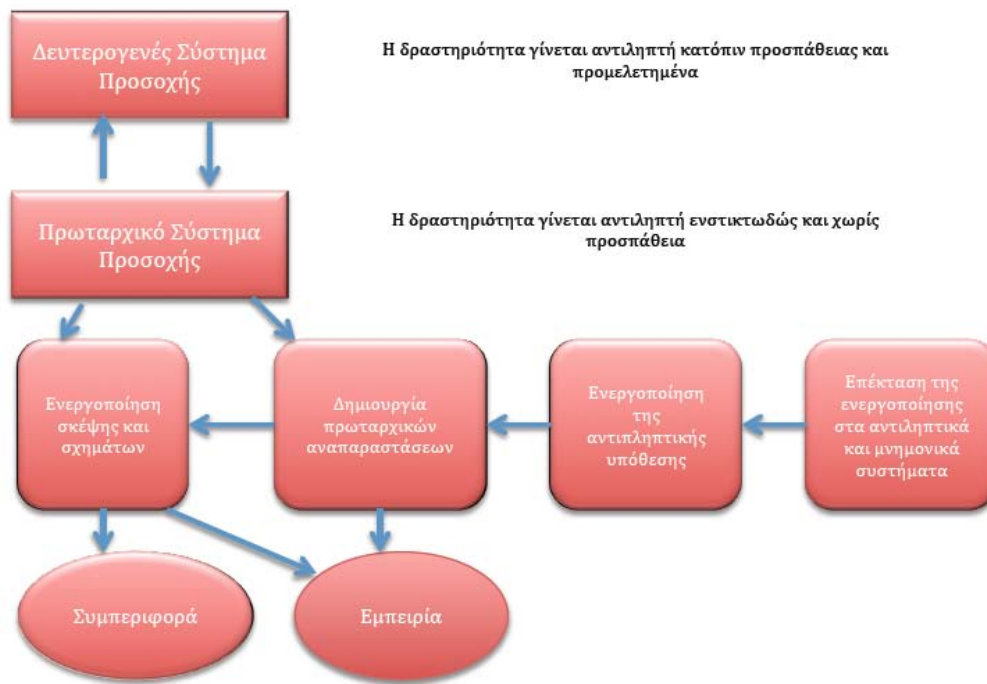 Δευτερογενές Σύστημα
Προσοχής
Η δραστηριότητα γίνεται αντιληπτή κατόπιν προσπάθειας και
προμελετημένα
Πρωταρχικό Σύστημα
Προσοχής
Η δραστηριότητα γίνεται αντιληπτή ενστικτωδώς και χωρίς
προσπάθεια
Ενεργοποίηση
σκέψης και
σχημάτων
Δημιουργία
πρωταρχικών
αναπαραστάσεων
Ενεργοποίηση
της
αντιπληπτικής
υπόθεσης
Επέκταση της
ενεργοποίησης
στα αντιληπτικά
και μνημονικά
συστήματα
Συμπεριφορά
Εμπειρία